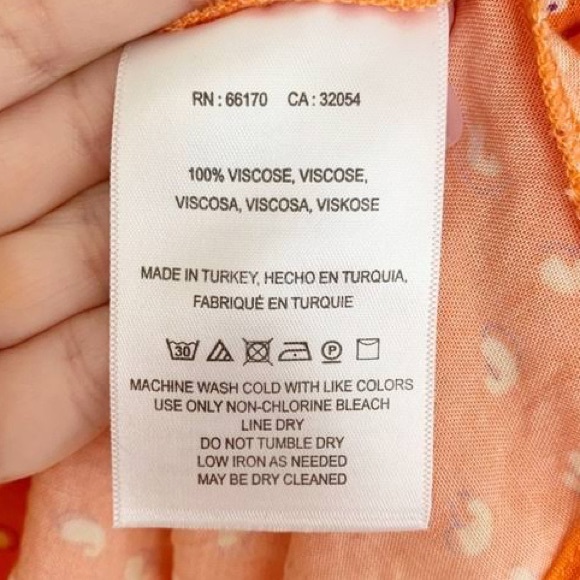 RN : 66170 CA : 32054
100% VISCOSE, VISCOSE,
VISCOSA, VISCOSA, VISKOSE
MADE IN TURKEY, HECHO EN TURQUIA,
FABRIQUÉ EN TURQUIE
30 P
MACHINE WASH COLD WITH LIKE COLORS
USE ONLY NON-CHLORINE BLEACH
LINE DRY
DO NOT TUMBLE DRY
LOW IRON AS NEEDED
MAY BE DRY CLEANED